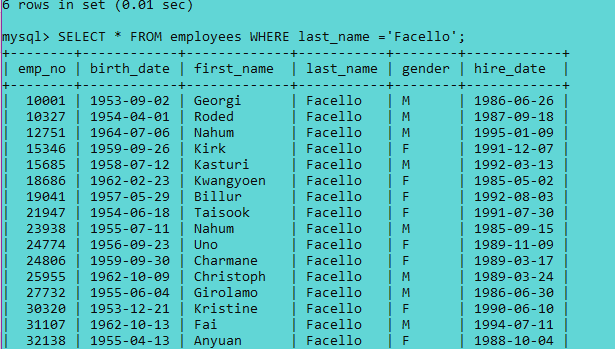 6 rows in set (0.01 sec)
mysql> SELECT * FROM employees WHERE last_name ='Facello';
+--------+------------+------------+-----------+--------+------------+
| emp_no | birth_date | first_name | last_name | gender | hire_date |
+--------+------------+------------+-----------+--------+------------+
| 10001 | 1953-09-02 | Georgi | Facello | M | 1986-06-26 |
| 10327 | 1954-04-01 | Roded | Facello | M | 1987-09-18 |
| 12751 | 1964-07-06 | Nahum | Facello | M | 1995-01-09 |
| 15346 | 1959-09-26 | Kirk | Facello | F | 1991-12-07 |
| 15685 | 1958-07-12 | Kasturi | Facello | M | 1992-03-13 |
| 18686 | 1962-02-23 | Kwangyoen | Facello | F | 1985-05-02 |
| 19041 | 1957-05-29 | Billur | Facello | F | 1992-08-03 |
| 21947 | 1954-06-18 | Taisook | Facello | F | 1991-07-30 |
| 23938 | 1955-07-11 | Nahum | Facello | M | 1985-09-15 |
| 24774 | 1956-09-23 | Uno | Facello | F | 1989-11-09 |
| 24806 | 1959-09-30 | Charmane | Facello | F | 1989-03-17 |
| 25955 | 1962-10-09 | Christoph | Facello | M | 1989-03-24 |
| 27732 | 1955-06-04 | Girolamo | Facello | M | 1986-06-30 |
| 30320 | 1953-12-21 | Kristine | Facello | F | 1990-06-10 |
| 31107 | 1962-10-13 | Fai | Facello | M | 1994-07-11 |
| 32138 | 1955-04-13 | Anyuan | Facello | F | 1988-10-04 |